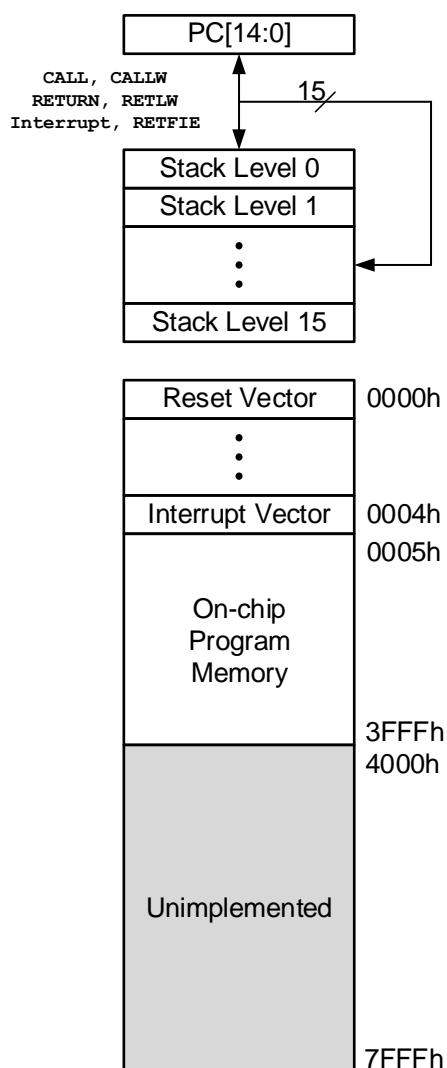 PC[14:0]
CALL, CALLW
RETURN, RETLW
Interrupt, RETFIE
15
Stack Level 0
Stack Level 1
Stack Level 15
Reset Vector
0000h
Interrupt Vector
0004h
0005h
On-chip
Program
Memory
3FFFh
4000h
Unimplemented
7FFFh